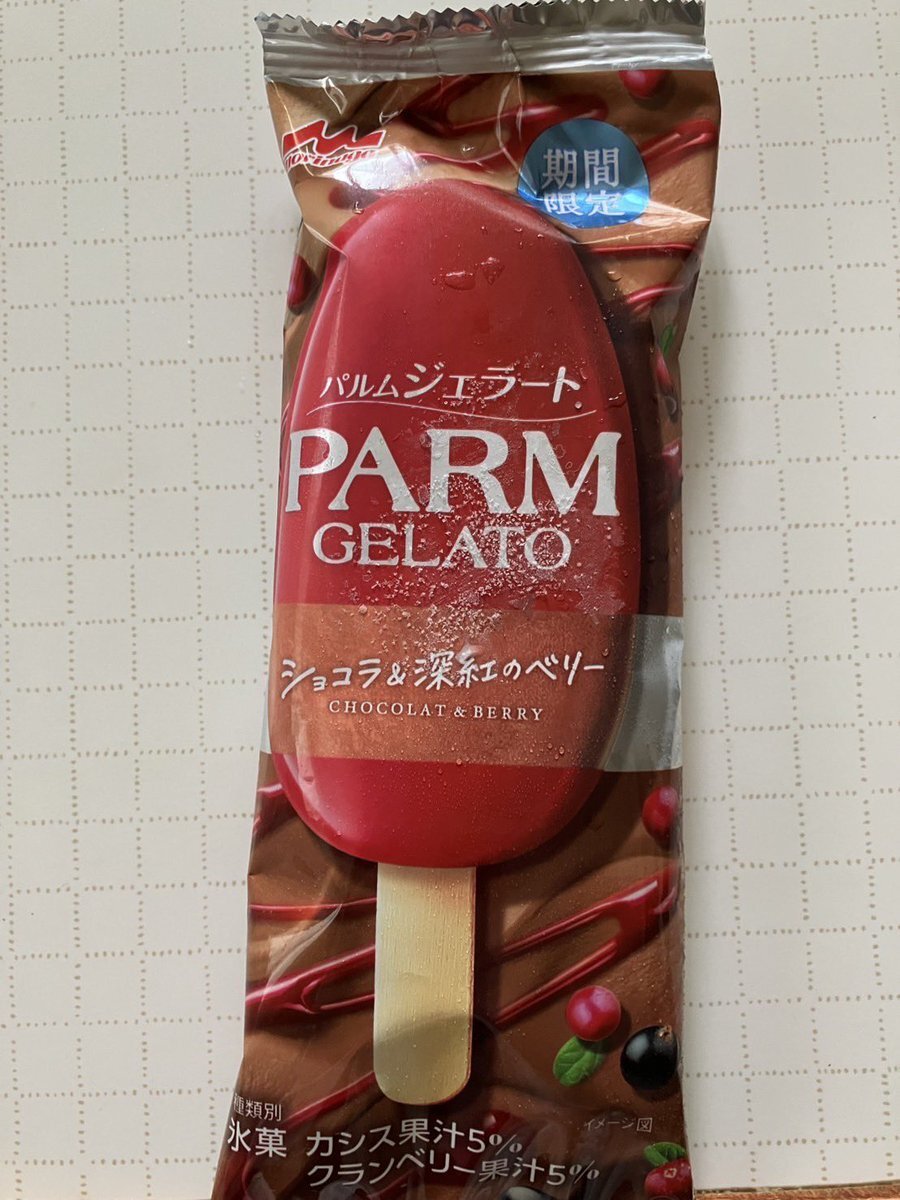 morinaga
期間
限定
パルムジェラート
PARM
GELATO
ショコラ&深紅のベリー
CHOCOLAT & BERRY
種類別
氷菓
カシス果汁5%
クランベリー果汁5%
イメージ図